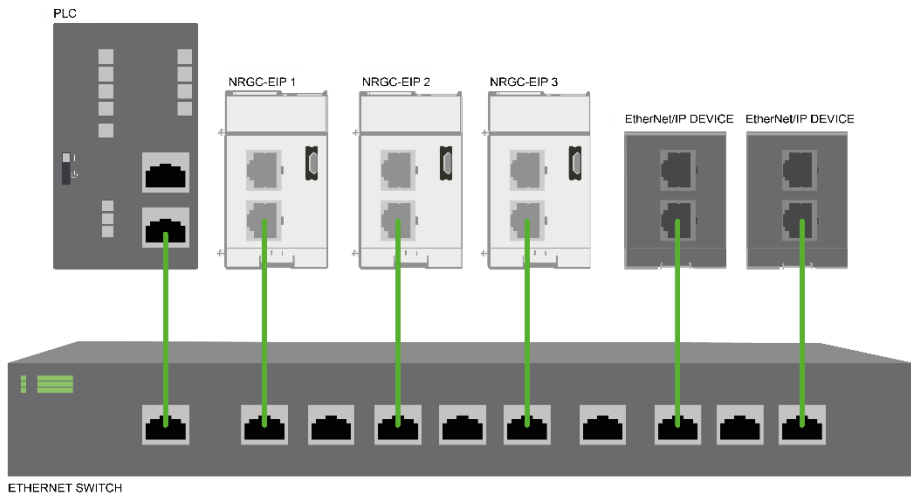 PLC
NRGC-EIP 1
NRGC-EIP 2
NRGC-EIP 3
EtherNet/IP DEVICE
EtherNet/IP DEVICE
ETHERNET SWITCH